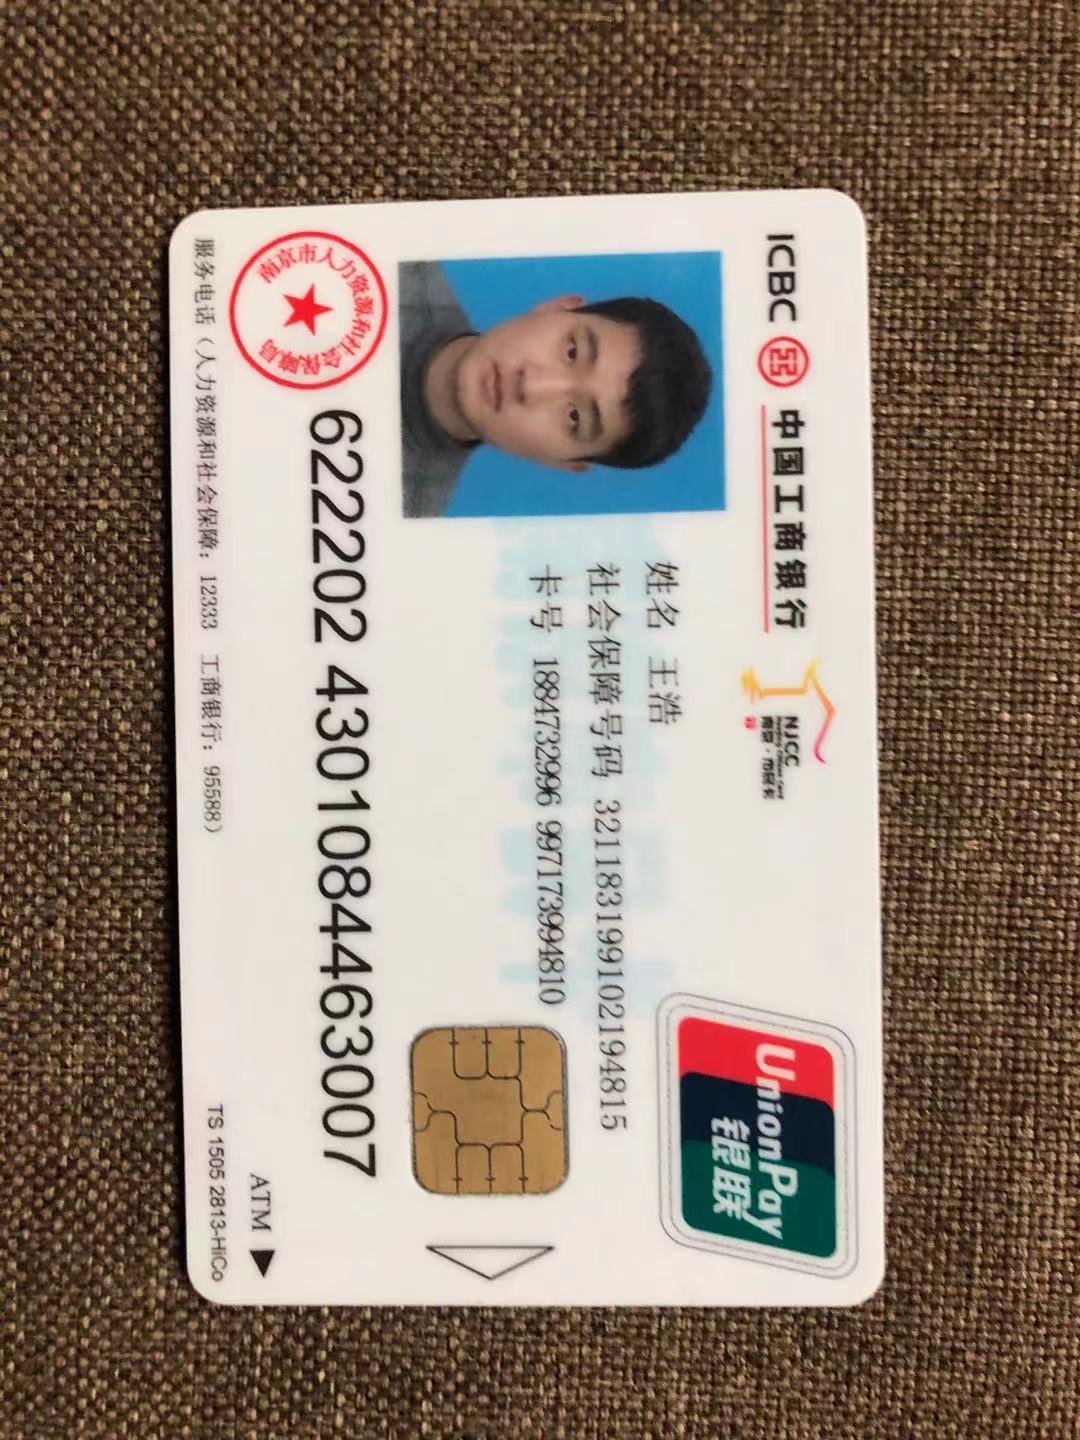 ICBC 中国工商银行
NJCC
南京·市民卡
UnionPay
银联
姓名 王浩
社会保障号码 321183199102194815
卡号 1884732996 997173994810
南京市人力资源和社会保障局
622202 4301084463007
ATM
服务电话（人力资源和社会保障：12333 工商银行：95588）
TS 1505 2813-HiCo